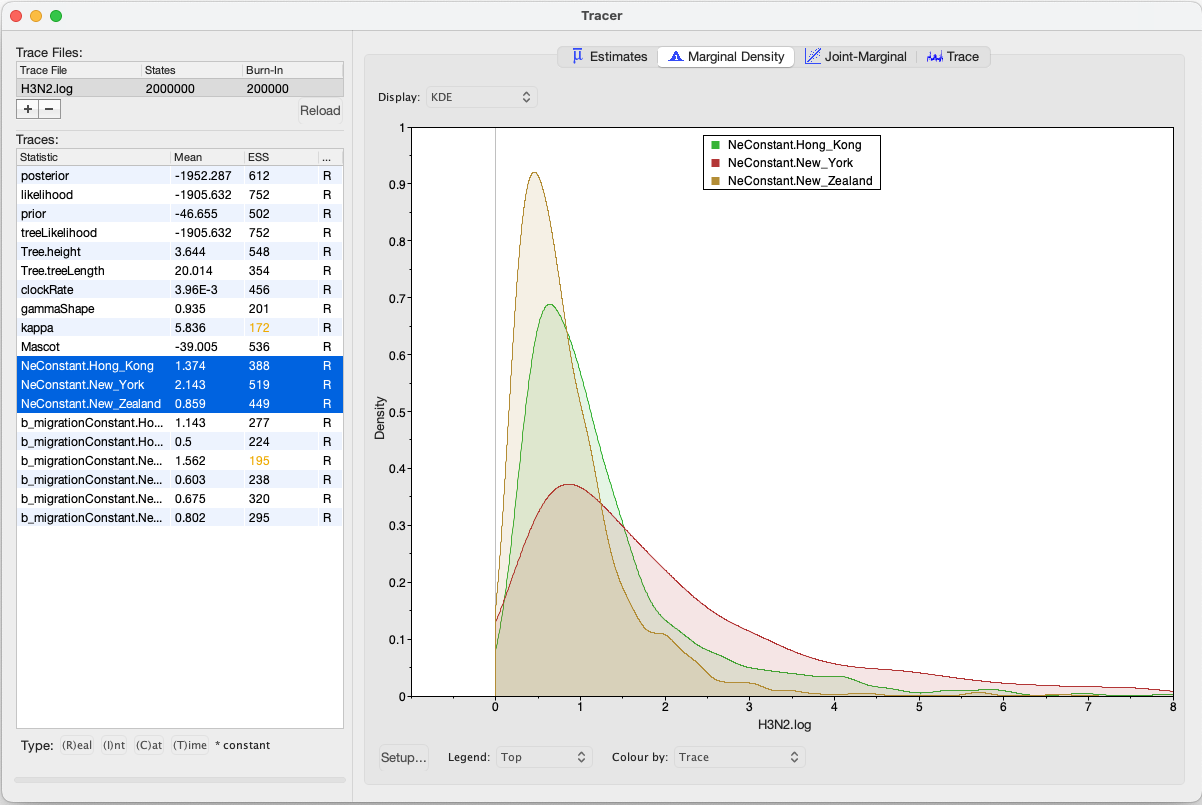 Tracer
Trace Files:
Trace File States Burn-In
H3N2.log 2000000 200000
+ −
Reload
Traces:
Statistic Mean ESS ...
posterior -1952.287 612 R
likelihood -1905.632 752 R
prior -46.655 502 R
treeLikelihood -1905.632 752 R
Tree.height 3.644 548 R
Tree.treeLength 20.014 354 R
clockRate 3.96E-3 456 R
gammaShape 0.935 201 R
kappa 5.836 172 R
Mascot -39.005 536 R
NeConstant.Hong_Kong 1.374 388 R
NeConstant.New_York 2.143 519 R
NeConstant.New_Zealand 0.859 449 R
b_migrationConstant.Ho... 1.143 277 R
b_migrationConstant.Ho... 0.5 224 R
b_migrationConstant.Ne... 1.562 195 R
b_migrationConstant.Ne... 0.603 238 R
b_migrationConstant.Ne... 0.675 320 R
b_migrationConstant.Ne... 0.802 295 R
Type: (R)eal (I)nt (C)at (T)ime * constant
μ Estimates Marginal Density Joint-Marginal Trace
Display: KDE
NeConstant.Hong_Kong
NeConstant.New_York
NeConstant.New_Zealand
1
0.9
0.8
0.7
0.6
0.5
0.4
0.3
0.2
0.1
0
Density
0 1 2 3 4 5 6 7 8
H3N2.log
Setup... Legend: Top Colour by: Trace